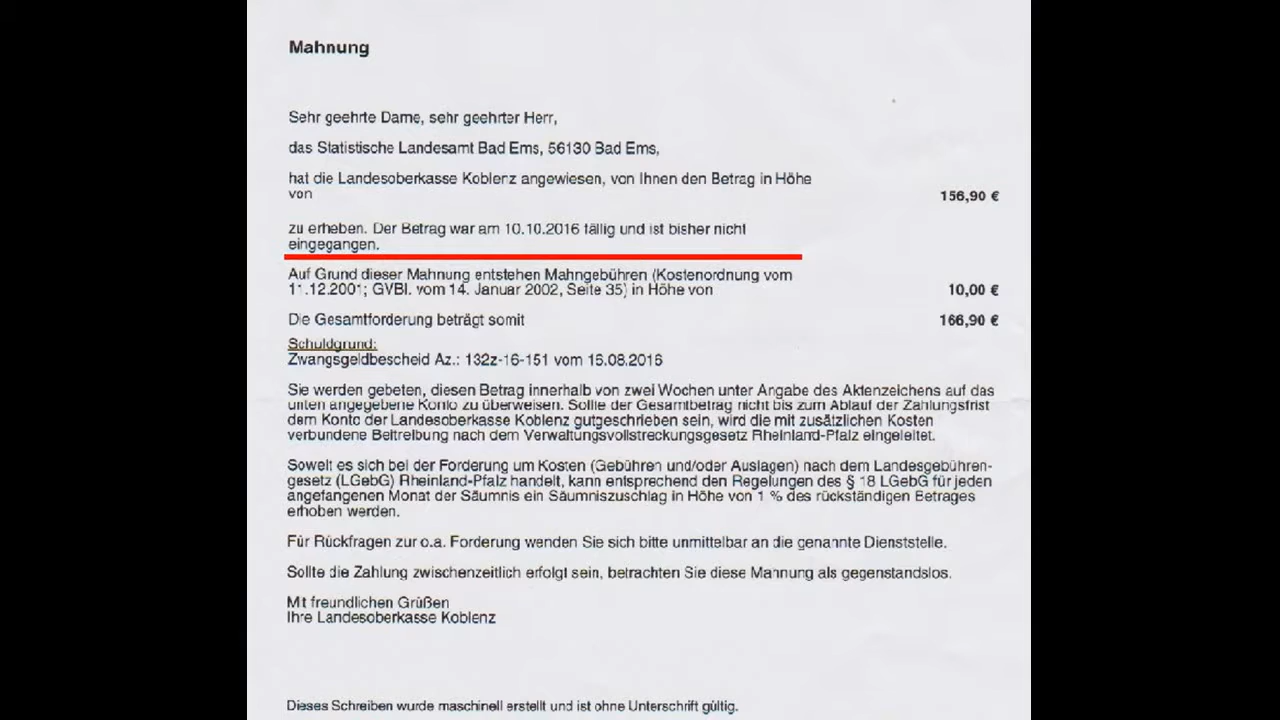 Mahnung
Sehr geehrte Dame, sehr geehrter Herr,
das Statistische Landesamt Bad Ems, 56130 Bad Ems,
hat die Landesoberkasse Koblenz angewiesen, von Ihnen den Betrag in Höhe
von 156,90 €
zu erheben. Der Betrag war am 10.10.2016 fällig und ist bisher nicht
eingegangen.
Auf Grund dieser Mahnung entstehen Mahngebühren (Kostenordnung vom
11.12.2001; GVBl. vom 14. Januar 2002, Seite 35) in Höhe von 10,00 €
Die Gesamtforderung beträgt somit 166,90 €
Schuldgrund:
Zwangsgeldbescheid Az.: 132z-16-151 vom 16.08.2016
Sie werden gebeten, diesen Betrag innerhalb von zwei Wochen unter Angabe des Aktenzeichens auf das
unten angegebene Konto zu überweisen. Sollte der Gesamtbetrag nicht bis zum Ablauf der Zahlungsfrist
dem Konto der Landesoberkasse Koblenz gutgeschrieben sein, wird die mit zusätzlichen Kosten
verbundene Beitreibung nach dem Verwaltungsvollstreckungsgesetz Rheinland-Pfalz eingeleitet.
Soweit es sich bei der Forderung um Kosten (Gebühren und/oder Auslagen) nach dem Landesgebühren-
gesetz (LGebG) Rheinland-Pfalz handelt, kann entsprechend den Regelungen des § 18 LGebG für jeden
angefangenen Monat der Säumnis ein Säumniszuschlag in Höhe von 1 % des rückständigen Betrages
erhoben werden.
Für Rückfragen zur o.a. Forderung wenden Sie sich bitte unmittelbar an die genannte Dienststelle.
Sollte die Zahlung zwischenzeitlich erfolgt sein, betrachten Sie diese Mahnung als gegenstandslos.
Mit freundlichen Grüßen
Ihre Landesoberkasse Koblenz
Dieses Schreiben wurde maschinell erstellt und ist ohne Unterschrift gültig.